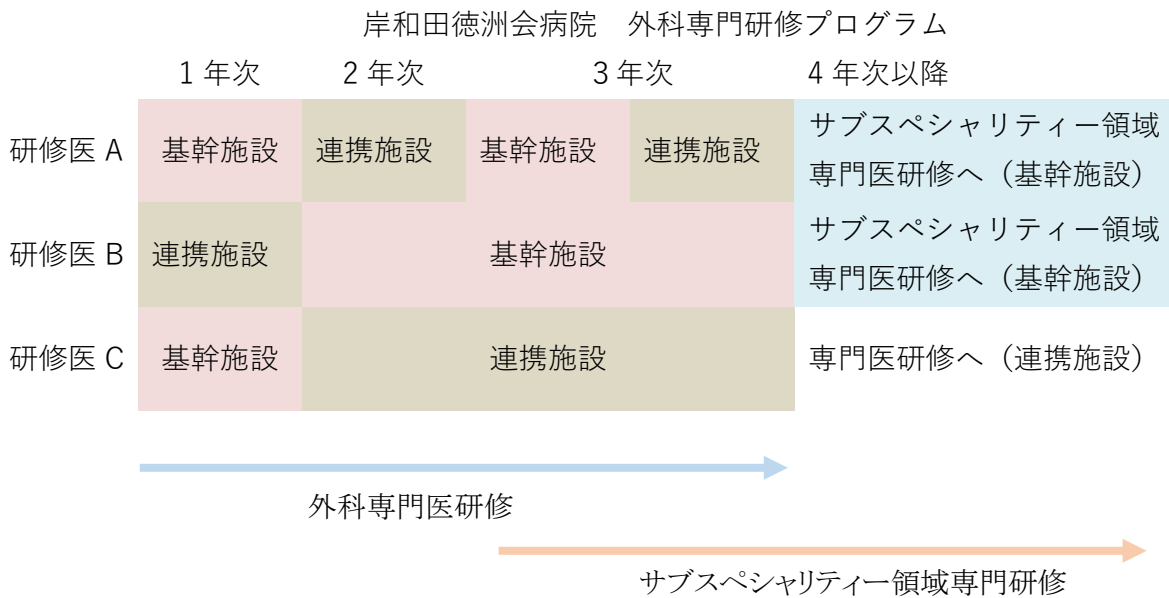 岸和田徳洲会病院　外科専門研修プログラム
1年次 2年次 3年次 4年次以降
研修医 A 基幹施設 連携施設 基幹施設 連携施設 サブスペシャリティー領域
専門医研修へ（基幹施設）
研修医 B 連携施設 基幹施設 サブスペシャリティー領域
専門医研修へ（基幹施設）
研修医 C 基幹施設 連携施設 専門医研修へ（連携施設）
外科専門医研修
サブスペシャリティー領域専門研修